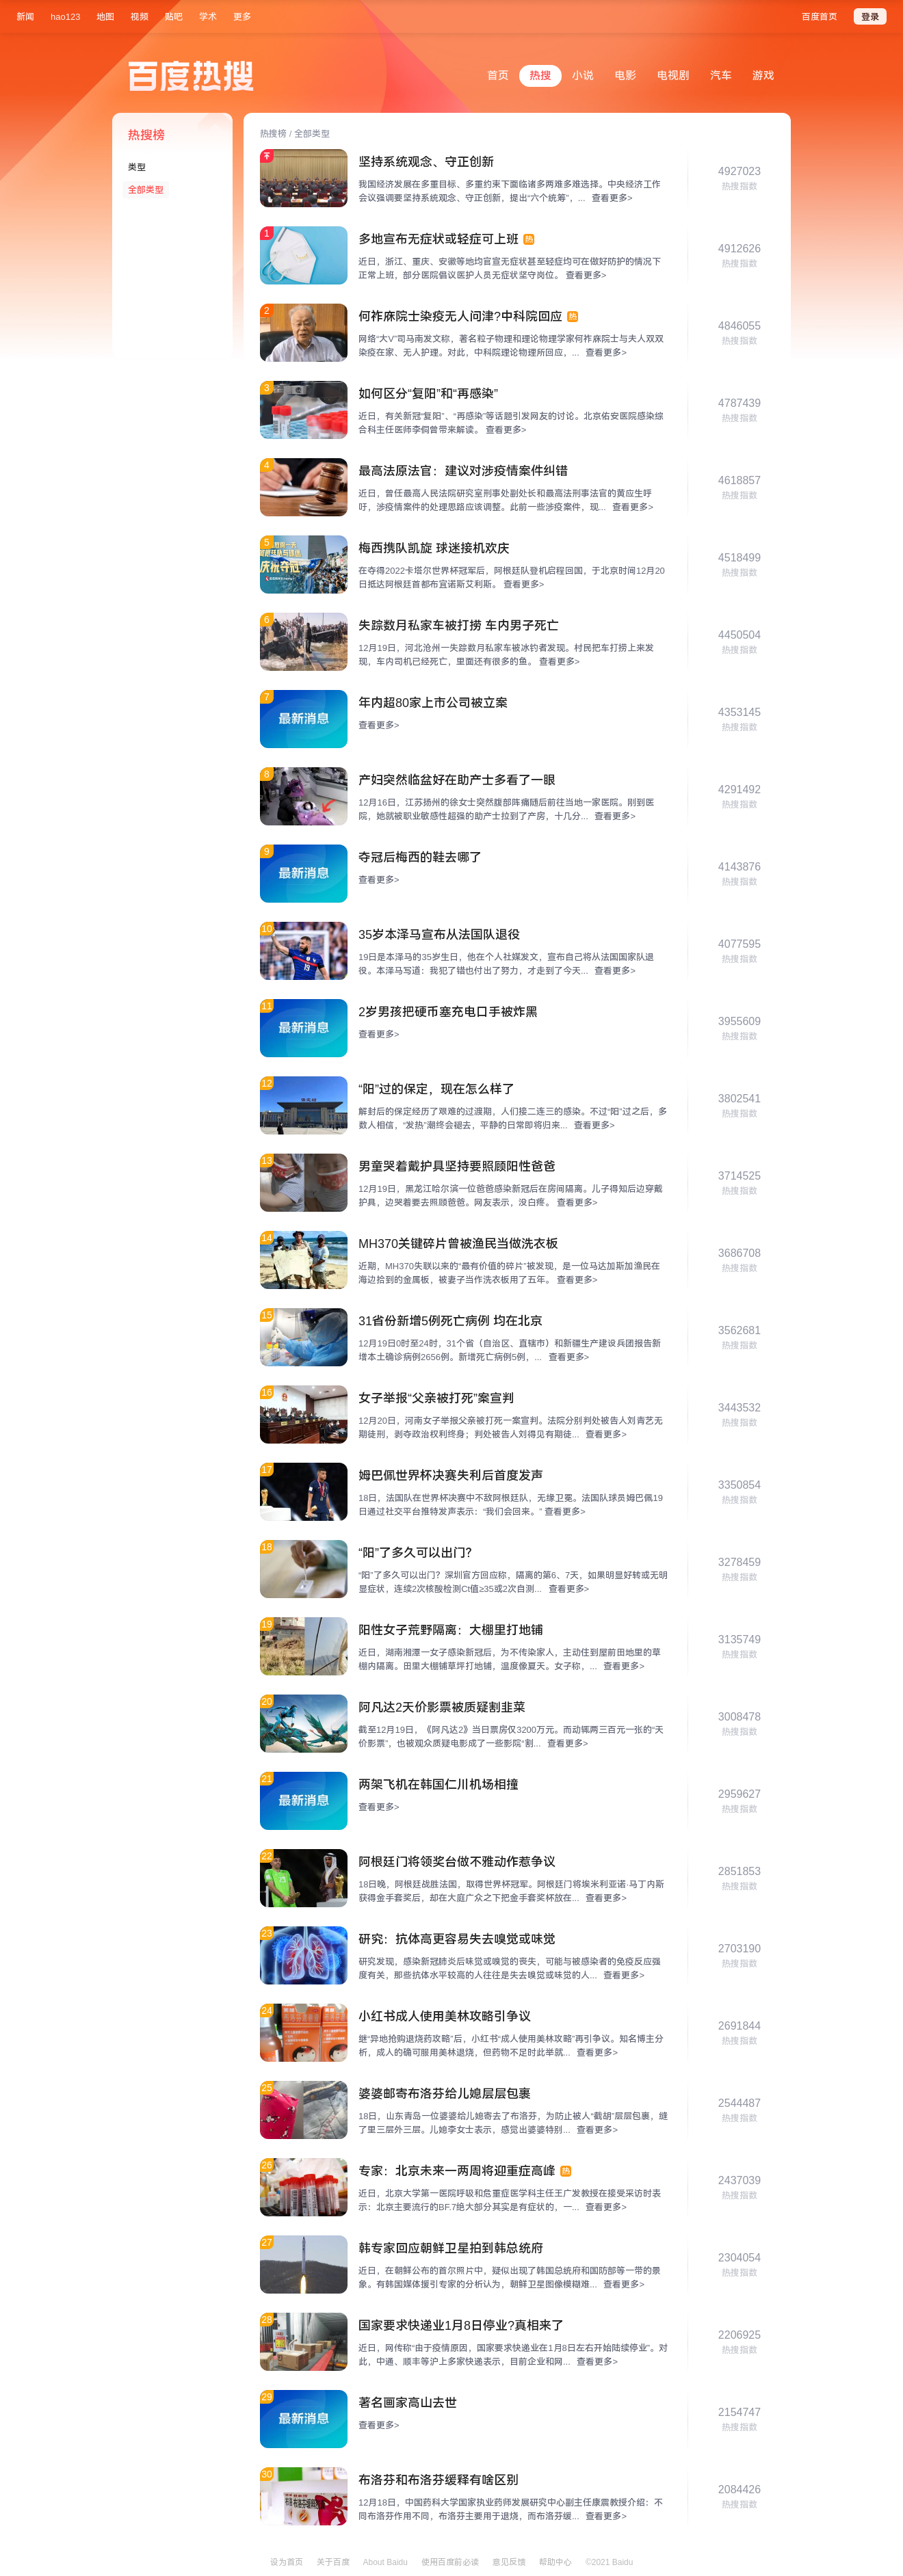 新闻 hao123 地图 视频 贴吧 学术 更多 百度首页 登录
百度热搜
首页 热搜 小说 电影 电视剧 汽车 游戏
热搜榜
类型
全部类型
热搜榜 / 全部类型
坚持系统观念、守正创新
我国经济发展在多重目标、多重约束下面临诸多两难多难选择。中央经济工作
会议强调要坚持系统观念、守正创新，提出“六个统筹”，... 查看更多>
4927023
热搜指数
1
多地宣布无症状或轻症可上班 热
近日，浙江、重庆、安徽等地均官宣无症状甚至轻症均可在做好防护的情况下
正常上班，部分医院倡议医护人员无症状坚守岗位。 查看更多>
4912626
热搜指数
2
何祚庥院士染疫无人问津?中科院回应 热
网络“大V”司马南发文称，著名粒子物理和理论物理学家何祚庥院士与夫人双双
染疫在家、无人护理。对此，中科院理论物理所回应，... 查看更多>
4846055
热搜指数
3
如何区分“复阳”和“再感染”
近日，有关新冠“复阳”、“再感染”等话题引发网友的讨论。北京佑安医院感染综
合科主任医师李侗曾带来解读。 查看更多>
4787439
热搜指数
4
最高法原法官：建议对涉疫情案件纠错
近日，曾任最高人民法院研究室刑事处副处长和最高法刑事法官的黄应生呼
吁，涉疫情案件的处理思路应该调整。此前一些涉疫案件，现... 查看更多>
4618857
热搜指数
5
梅西携队凯旋 球迷接机欢庆
在夺得2022卡塔尔世界杯冠军后，阿根廷队登机启程回国，于北京时间12月20
日抵达阿根廷首都布宜诺斯艾利斯。 查看更多>
4518499
热搜指数
6
失踪数月私家车被打捞 车内男子死亡
12月19日，河北沧州一失踪数月私家车被冰钓者发现。村民把车打捞上来发
现，车内司机已经死亡，里面还有很多的鱼。 查看更多>
4450504
热搜指数
7
最新消息
年内超80家上市公司被立案
查看更多>
4353145
热搜指数
8
产妇突然临盆好在助产士多看了一眼
12月16日，江苏扬州的徐女士突然腹部阵痛随后前往当地一家医院。刚到医
院，她就被职业敏感性超强的助产士拉到了产房，十几分... 查看更多>
4291492
热搜指数
9
最新消息
夺冠后梅西的鞋去哪了
查看更多>
4143876
热搜指数
10
35岁本泽马宣布从法国队退役
19日是本泽马的35岁生日，他在个人社媒发文，宣布自己将从法国国家队退
役。本泽马写道：我犯了错也付出了努力，才走到了今天... 查看更多>
4077595
热搜指数
11
最新消息
2岁男孩把硬币塞充电口手被炸黑
查看更多>
3955609
热搜指数
12
“阳”过的保定，现在怎么样了
解封后的保定经历了艰难的过渡期，人们接二连三的感染。不过“阳”过之后，多
数人相信，“发热”潮终会褪去，平静的日常即将归来... 查看更多>
3802541
热搜指数
13
男童哭着戴护具坚持要照顾阳性爸爸
12月19日，黑龙江哈尔滨一位爸爸感染新冠后在房间隔离。儿子得知后边穿戴
护具，边哭着要去照顾爸爸。网友表示，没白疼。 查看更多>
3714525
热搜指数
14
MH370关键碎片曾被渔民当做洗衣板
近期，MH370失联以来的“最有价值的碎片”被发现，是一位马达加斯加渔民在
海边拾到的金属板，被妻子当作洗衣板用了五年。 查看更多>
3686708
热搜指数
15
31省份新增5例死亡病例 均在北京
12月19日0时至24时，31个省（自治区、直辖市）和新疆生产建设兵团报告新
增本土确诊病例2656例。新增死亡病例5例，... 查看更多>
3562681
热搜指数
16
女子举报“父亲被打死”案宣判
12月20日，河南女子举报父亲被打死一案宣判。法院分别判处被告人刘青艺无
期徒刑，剥夺政治权利终身；判处被告人刘得见有期徒... 查看更多>
3443532
热搜指数
17
姆巴佩世界杯决赛失利后首度发声
18日，法国队在世界杯决赛中不敌阿根廷队，无缘卫冕。法国队球员姆巴佩19
日通过社交平台推特发声表示：“我们会回来。” 查看更多>
3350854
热搜指数
18
“阳”了多久可以出门?
“阳”了多久可以出门？深圳官方回应称，隔离的第6、7天，如果明显好转或无明
显症状，连续2次核酸检测Ct值≥35或2次自测... 查看更多>
3278459
热搜指数
19
阳性女子荒野隔离：大棚里打地铺
近日，湖南湘潭一女子感染新冠后，为不传染家人，主动住到屋前田地里的草
棚内隔离。田里大棚铺草坪打地铺，温度像夏天。女子称，... 查看更多>
3135749
热搜指数
20
阿凡达2天价影票被质疑割韭菜
截至12月19日，《阿凡达2》当日票房仅3200万元。而动辄两三百元一张的“天
价影票”，也被观众质疑电影成了一些影院“割... 查看更多>
3008478
热搜指数
21
最新消息
两架飞机在韩国仁川机场相撞
查看更多>
2959627
热搜指数
22
阿根廷门将领奖台做不雅动作惹争议
18日晚，阿根廷战胜法国，取得世界杯冠军。阿根廷门将埃米利亚诺·马丁内斯
获得金手套奖后，却在大庭广众之下把金手套奖杯放在... 查看更多>
2851853
热搜指数
23
研究：抗体高更容易失去嗅觉或味觉
研究发现，感染新冠肺炎后味觉或嗅觉的丧失，可能与被感染者的免疫反应强
度有关，那些抗体水平较高的人往往是失去嗅觉或味觉的人... 查看更多>
2703190
热搜指数
24
小红书成人使用美林攻略引争议
继“异地抢购退烧药攻略”后，小红书“成人使用美林攻略”再引争议。知名博主分
析，成人的确可服用美林退烧，但药物不足时此举就... 查看更多>
2691844
热搜指数
25
婆婆邮寄布洛芬给儿媳层层包裹
18日，山东青岛一位婆婆给儿媳寄去了布洛芬，为防止被人“截胡”层层包裹，缝
了里三层外三层。儿媳李女士表示，感觉出婆婆特别... 查看更多>
2544487
热搜指数
26
专家：北京未来一两周将迎重症高峰 热
近日，北京大学第一医院呼吸和危重症医学科主任王广发教授在接受采访时表
示：北京主要流行的BF.7绝大部分其实是有症状的，一... 查看更多>
2437039
热搜指数
27
韩专家回应朝鲜卫星拍到韩总统府
近日，在朝鲜公布的首尔照片中，疑似出现了韩国总统府和国防部等一带的景
象。有韩国媒体援引专家的分析认为，朝鲜卫星图像模糊难... 查看更多>
2304054
热搜指数
28
国家要求快递业1月8日停业?真相来了
近日，网传称“由于疫情原因，国家要求快递业在1月8日左右开始陆续停业”。对
此，中通、顺丰等沪上多家快递表示，目前企业和网... 查看更多>
2206925
热搜指数
29
最新消息
著名画家高山去世
查看更多>
2154747
热搜指数
30
布洛芬和布洛芬缓释有啥区别
12月18日，中国药科大学国家执业药师发展研究中心副主任康震教授介绍：不
同布洛芬作用不同，布洛芬主要用于退烧，而布洛芬缓... 查看更多>
2084426
热搜指数
设为首页 关于百度 About Baidu 使用百度前必读 意见反馈 帮助中心 ©2021 Baidu